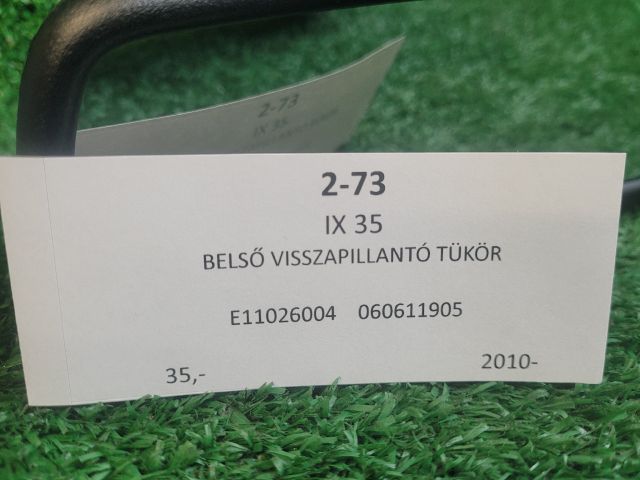 2-73
IX 35
2-73
IX 35
BELSŐ VISSZAPILLANTÓ TÜKÖR
E11026004 060611905
35,- 2010-